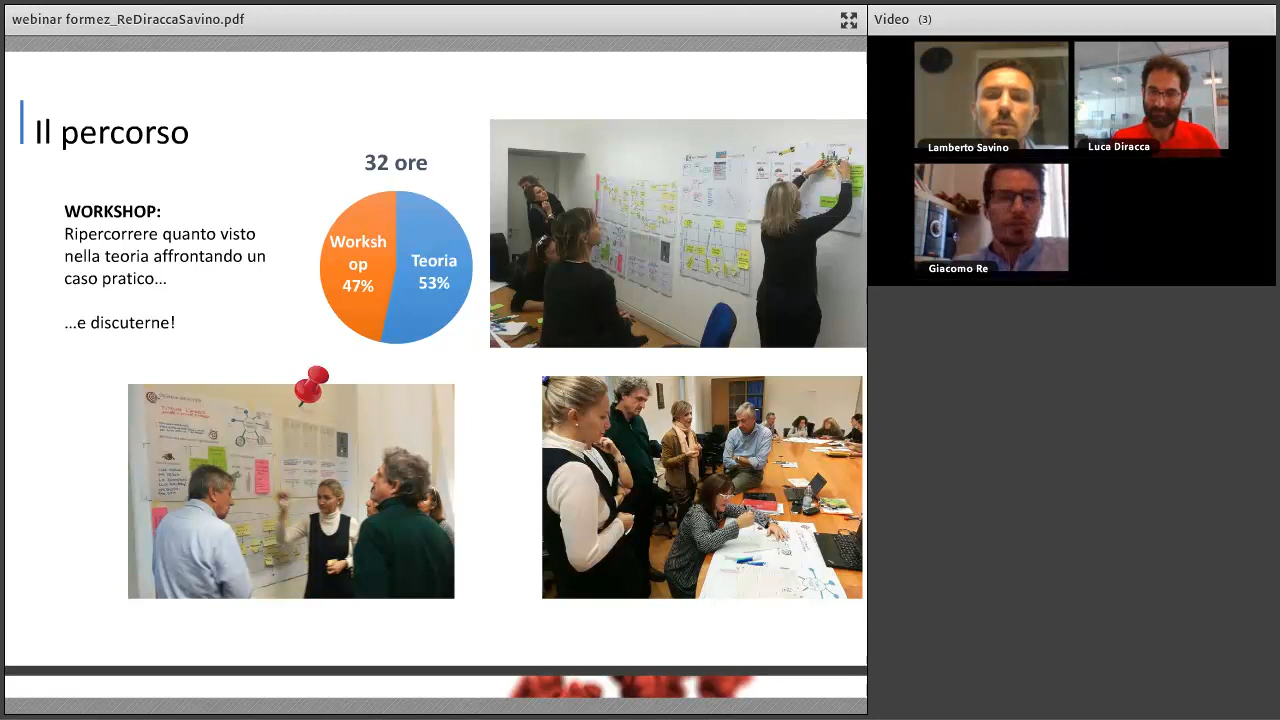 webinar formez_ReDiraccaSavino.pdf
Video (3)
Il percorso
32 ore
WORKSHOP:
Ripercorrere quanto visto
nella teoria affrontando un
caso pratico...
...e discuterne!
Worksh
op
47%
Teoria
53%
Lamberto Savino
Luca Diracca
Giacomo Re